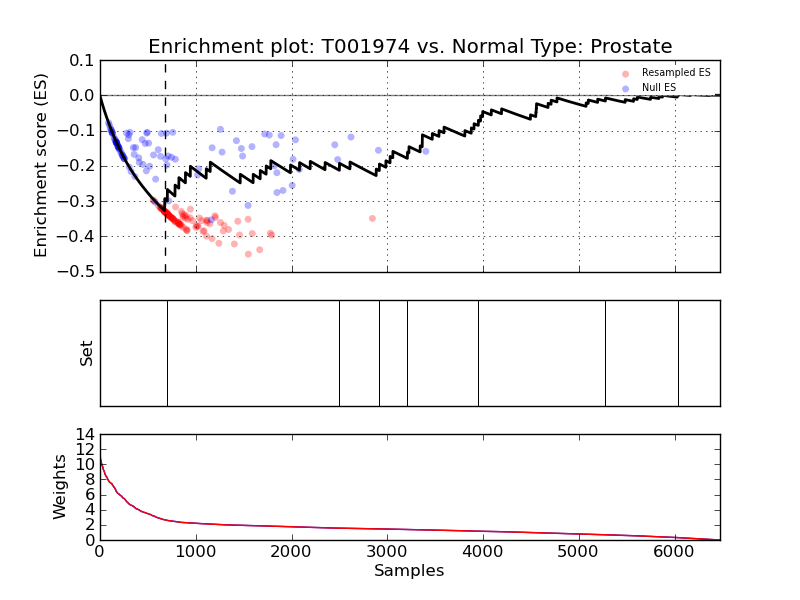 Enrichment plot: T001974 vs. Normal Type: Prostate
Enrichment score (ES)
0.1
0.0
−0.1
−0.2
−0.3
−0.4
−0.5
Resampled ES
Null ES
Set
Weights
14
12
10
8
6
4
2
0
0 1000 2000 3000 4000 5000 6000
Samples